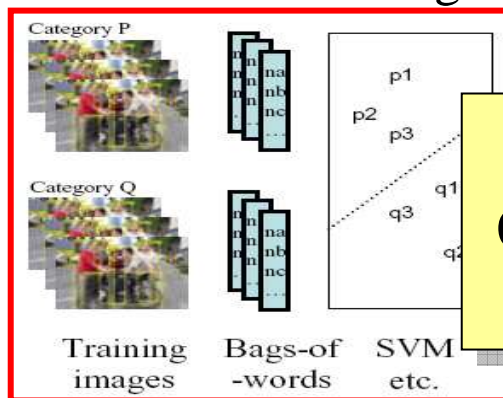 Category P
na
nb
nc
...
p1
p2
p3
Category Q
na
nb
nc
...
q1
q3
Training images
Bags-of -words
SVM etc.